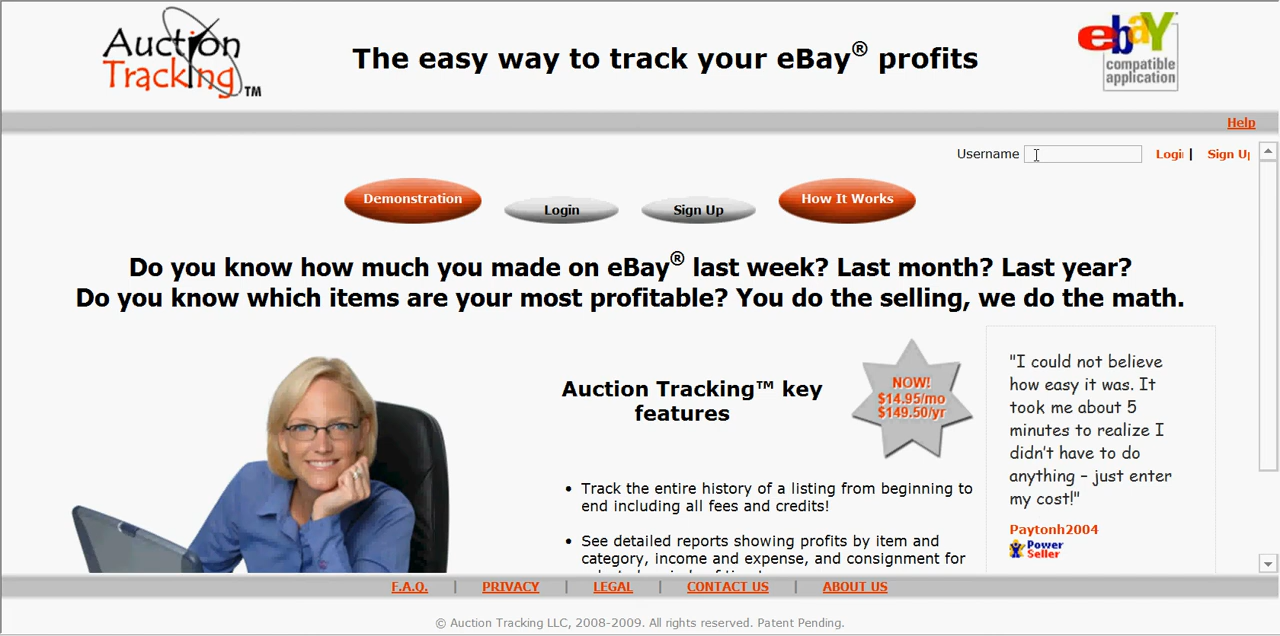 Auction
Tracking™
The easy way to track your eBay® profits
ebay
compatible
application
Help
Username
Logi | Sign Up
Demonstration
Login
Sign Up
How It Works
Do you know how much you made on eBay® last week? Last month? Last year?
Do you know which items are your most profitable? You do the selling, we do the math.
Auction Tracking™ key
features
NOW!
$14.95/mo
$149.50/yr
• Track the entire history of a listing from beginning to
end including all fees and credits!
• See detailed reports showing profits by item and
category, income and expense, and consignment for
"I could not believe
how easy it was. It
took me about 5
minutes to realize I
didn't have to do
anything – just enter
my cost!"
Paytonh2004
Power
Seller
F.A.Q. | PRIVACY | LEGAL | CONTACT US | ABOUT US
© Auction Tracking LLC, 2008-2009. All rights reserved. Patent Pending.